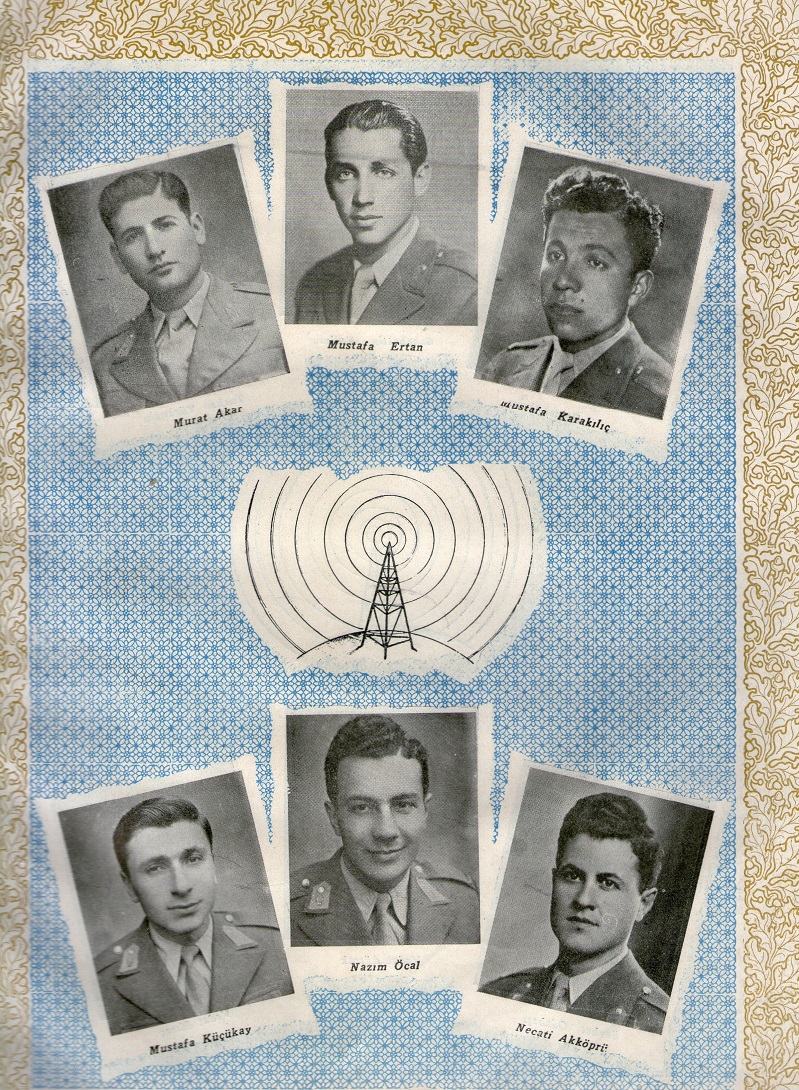 Mustafa Ertan
Murat Akar
Mustafa Karakılıç
Nazım Öcal
Mustafa Küçükay
Necati Akköprü